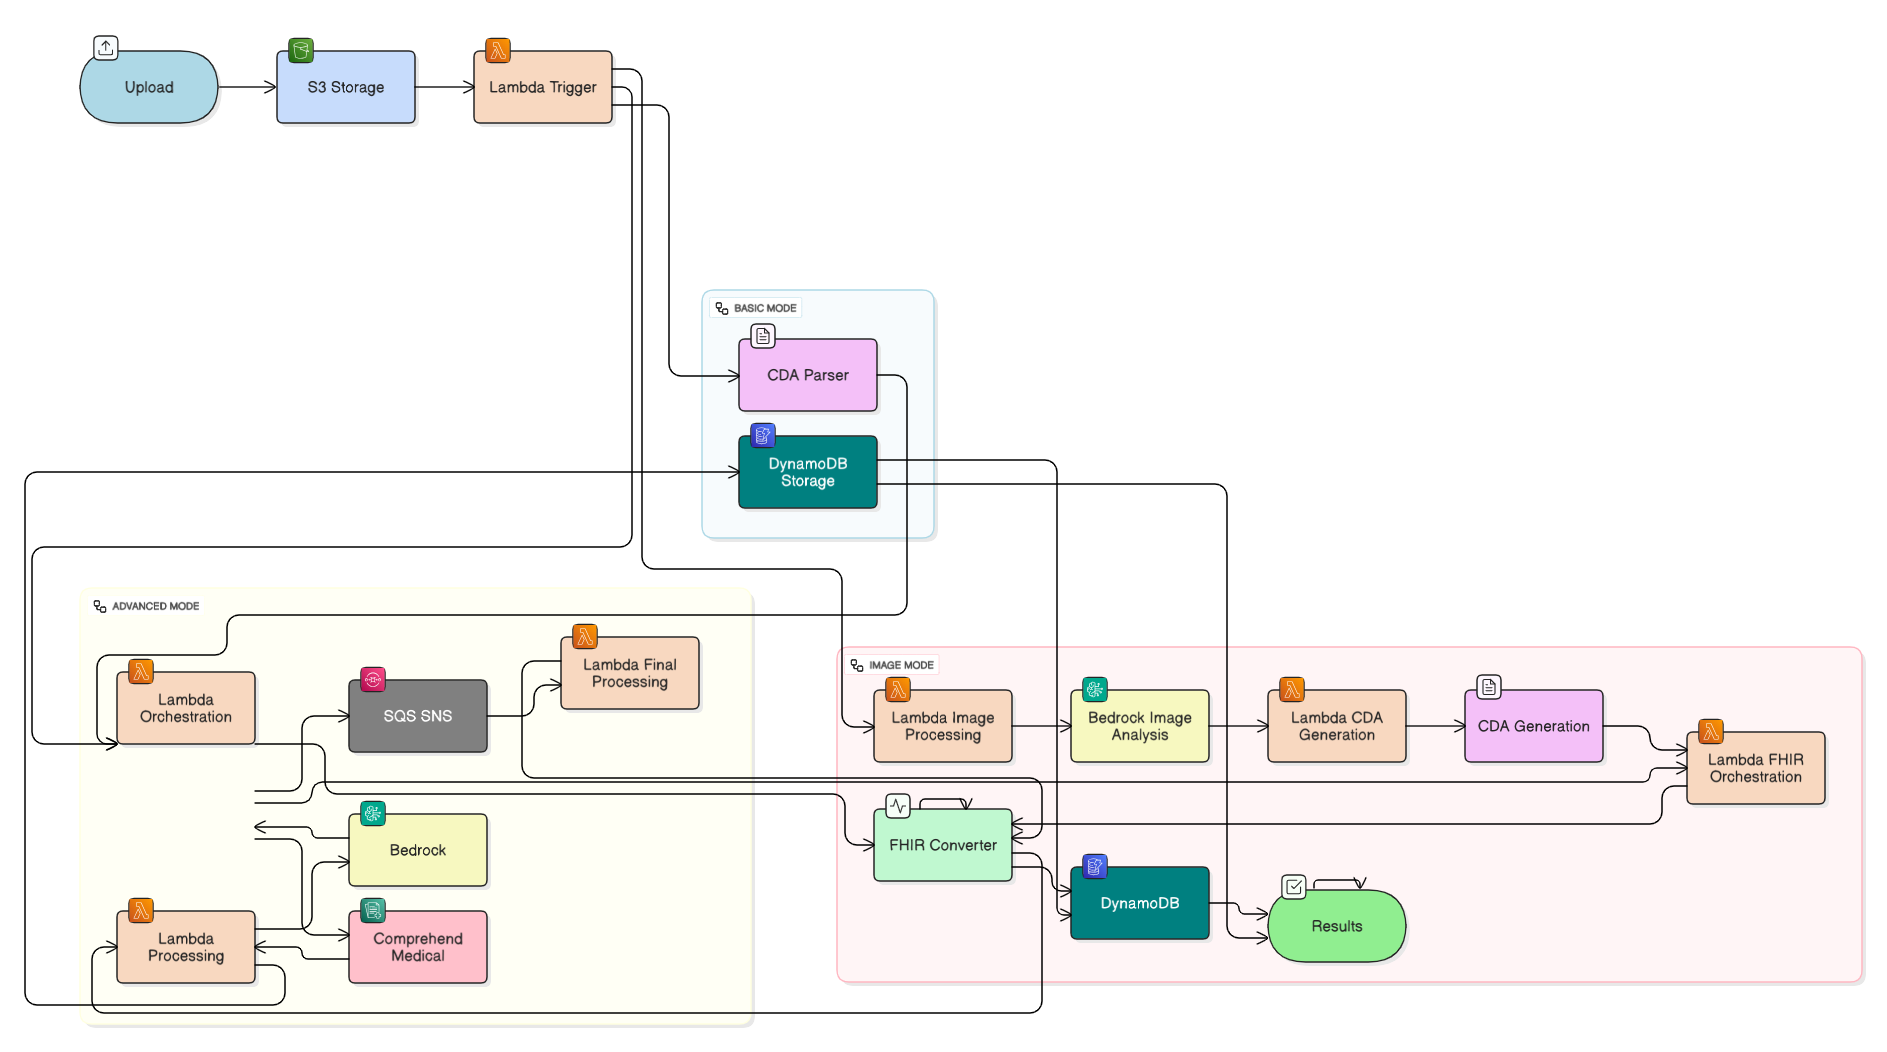 Upload
S3 Storage
Lambda Trigger
BASIC MODE
CDA Parser
DynamoDB
Storage
ADVANCED MODE
Lambda
Orchestration
SQS SNS
Lambda Final
Processing
Bedrock
Lambda
Processing
Comprehend
Medical
IMAGE MODE
Lambda Image
Processing
Bedrock Image
Analysis
Lambda CDA
Generation
CDA Generation
Lambda FHIR
Orchestration
FHIR Converter
DynamoDB
Results